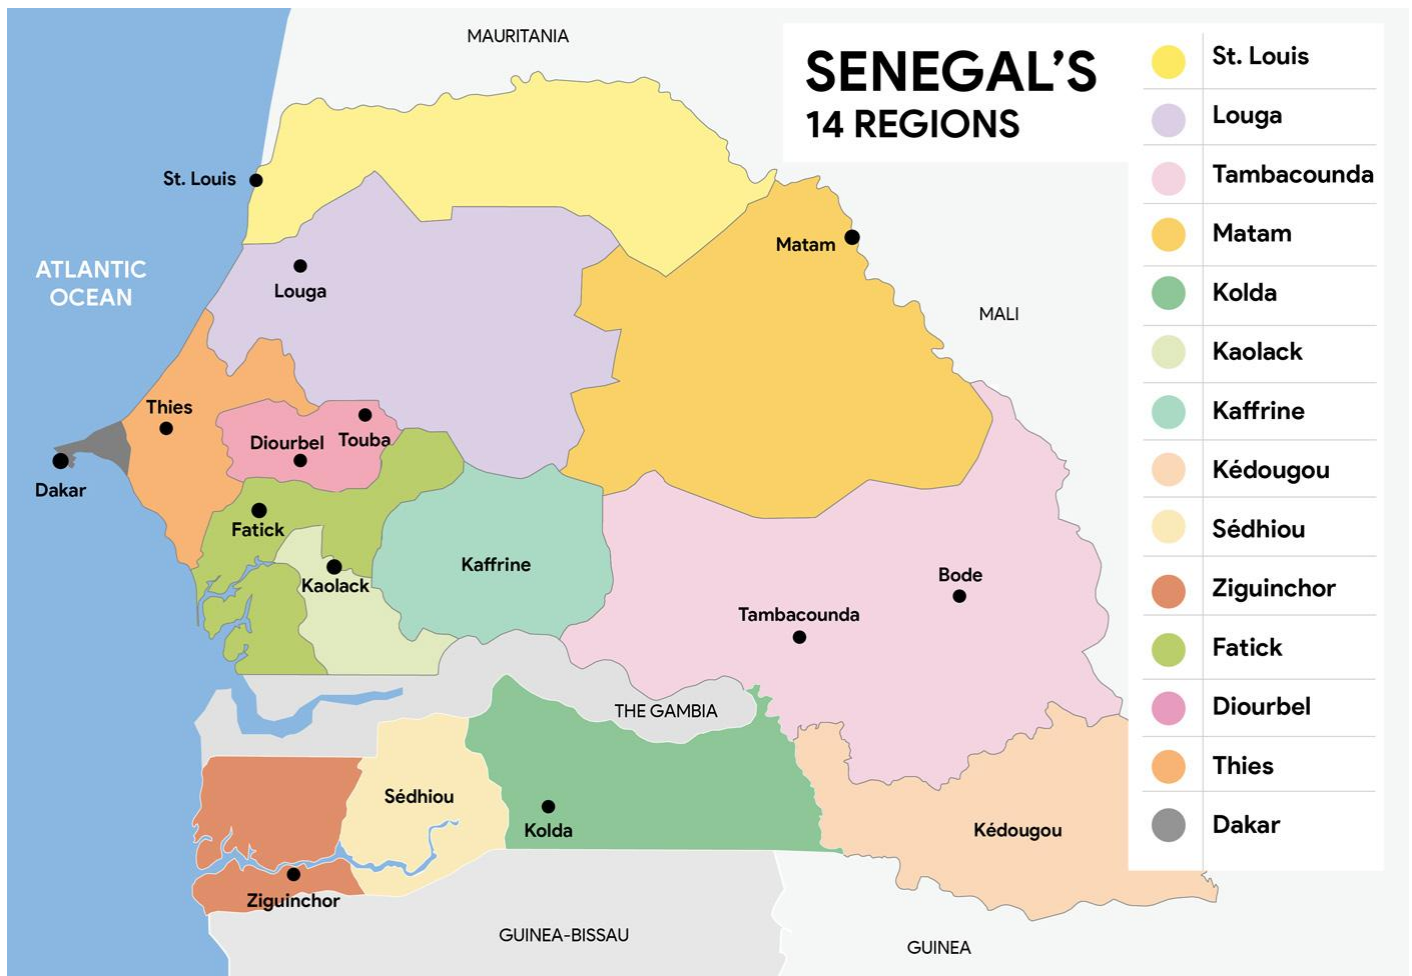 MAURITANIA
SENEGAL’S
14 REGIONS
St. Louis
Louga
Tambacounda
Matam
Kolda
Kaolack
Kaffrine
Kédougou
Sédhiou
Ziguinchor
Fatick
Diourbel
Thies
Dakar
St. Louis
Matam
ATLANTIC
OCEAN
Louga
MALI
Thies
Diourbel
Touba
Dakar
Fatick
Kaffrine
Kaolack
Bode
Tambacounda
THE GAMBIA
Sédhiou
Kolda
Kédougou
Ziguinchor
GUINEA-BISSAU
GUINEA